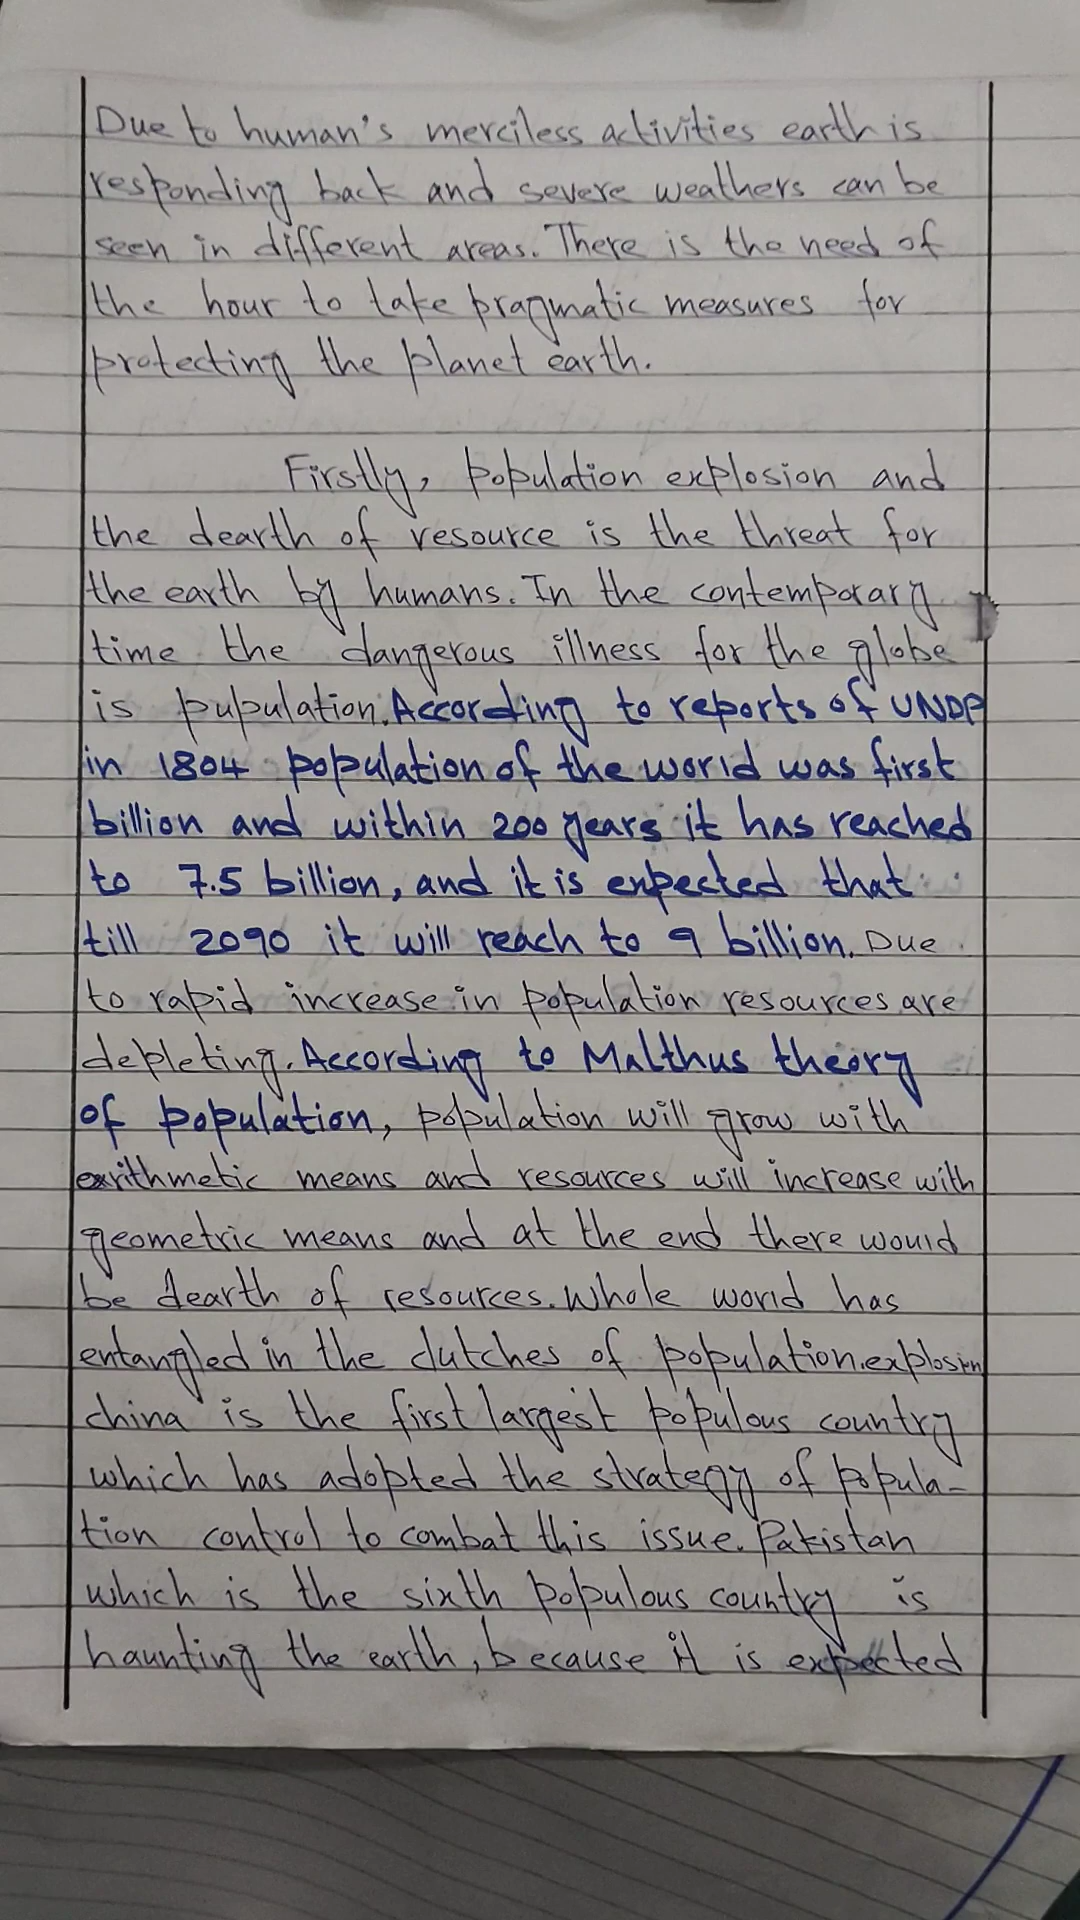 Due to human's merciless activities earth is
responding back and severe weathers can be
seen in different areas. There is the need of
the hour to take pragmatic measures for
protecting the planet earth.
Firstly, population explosion and
the dearth of resource is the threat for
the earth by humans. In the contemporary
time the dangerous illness for the globe
is pupulation. According to reports of UNDP
in 1804 population of the world was first
billion and within 200 years it has reached
to 7.5 billion, and it is expected that
till 2090 it will reach to 9 billion. Due
to rapid increase in population resources are
depleting. According to Malthus theory
of population, population will grow with
exrithmetic means and resources will increase with
geometric means and at the end there would
be dearth of resources. Whole world has
entangled in the clutches of population explosion
china is the first largest populous country
which has adopted the strategy of popula-
tion control to combat this issue. Pakistan
which is the sixth populous country is
haunting the earth, because it is expected